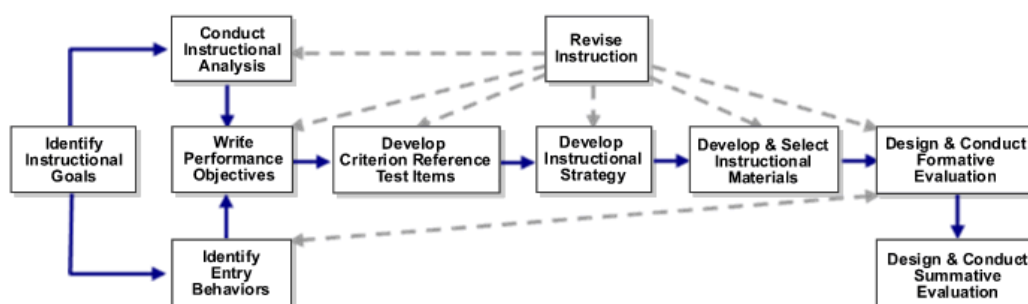 Conduct
Instructional
Analysis
Revise
Instruction
Identify
Instructional
Goals
Write
Performance
Objectives
Develop
Criterion Reference
Test Items
Develop
Instructional
Strategy
Develop & Select
Instructional
Materials
Design & Conduct
Formative
Evaluation
Identify
Entry
Behaviors
Design & Conduct
Summative
Evaluation